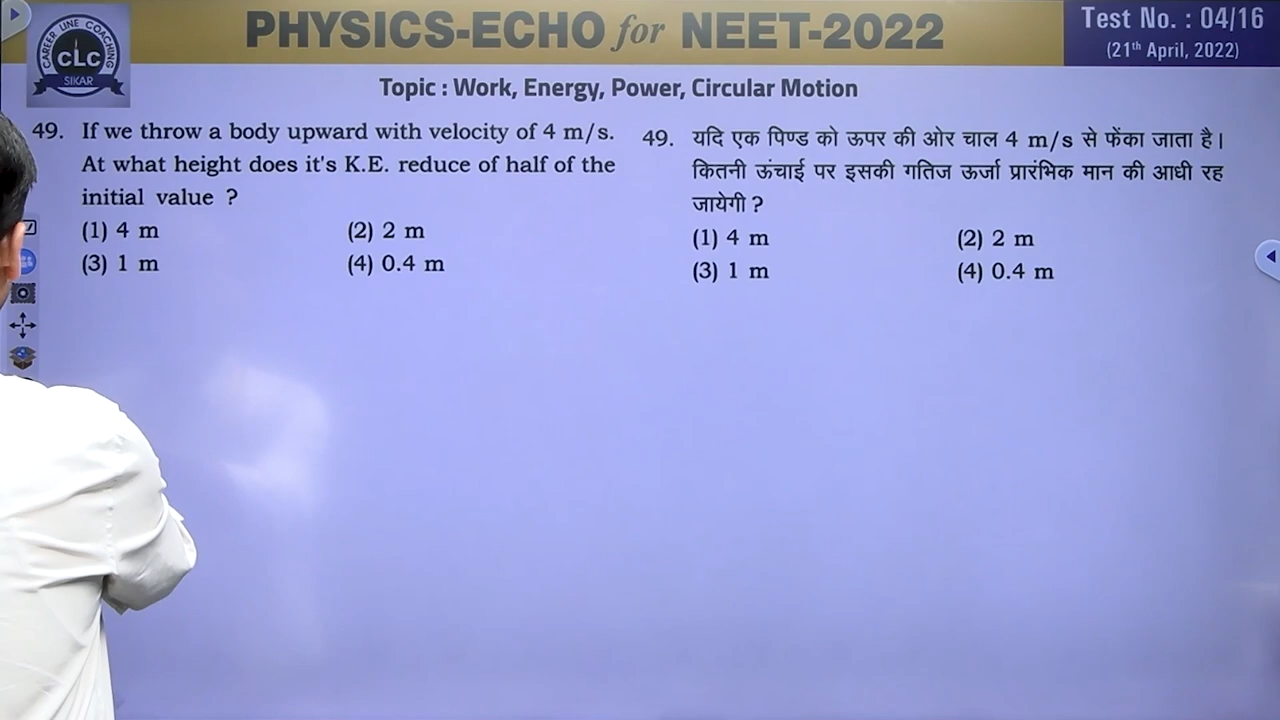 PHYSICS-ECHO for NEET-2022
Test No. : 04/16
(21th April, 2022)
CAREER LINE COACHING
CLC
SIKAR
Topic : Work, Energy, Power, Circular Motion
49. If we throw a body upward with velocity of 4 m/s.
At what height does it's K.E. reduce of half of the
initial value ?
(1) 4 m (2) 2 m
(3) 1 m (4) 0.4 m
49. यदि एक पिण्ड को ऊपर की ओर चाल 4 m/s से फेंका जाता है।
कितनी ऊंचाई पर इसकी गतिज ऊर्जा प्रारंभिक मान की आधी रह
जायेगी ?
(1) 4 m (2) 2 m
(3) 1 m (4) 0.4 m